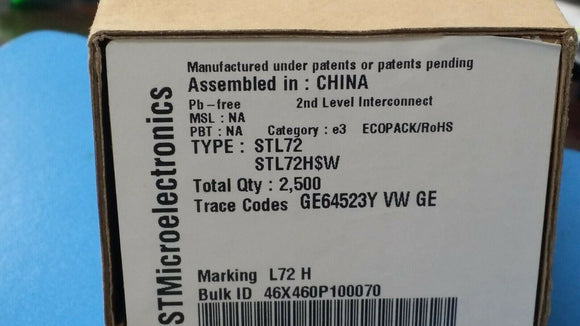 STMicroelectronics
Manufactured under patents or patents pending
Assembled in : CHINA
Pb-free 2nd Level Interconnect
MSL : NA
PBT : NA Category : e3 ECOPACK/RoHS
TYPE : STL72
STL72H$W
Total Qty : 2,500
Trace Codes GE64523Y VW GE
Marking L72 H
Bulk ID 46X460P100070